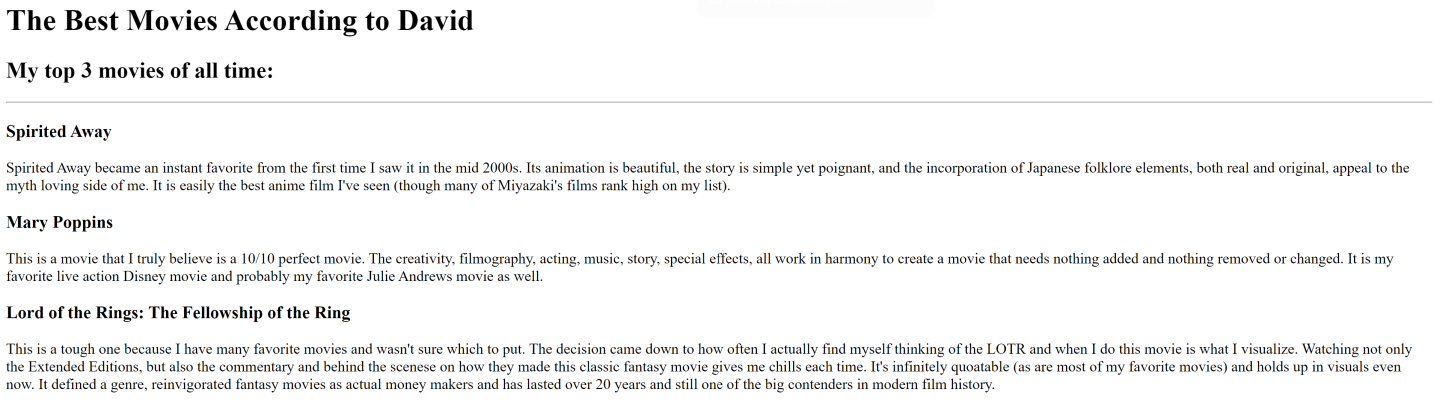 The Best Movies According to David
My top 3 movies of all time:
Spirited Away
Spirited Away became an instant favorite from the first time I saw it in the mid 2000s. Its animation is beautiful, the story is simple yet poignant, and the incorporation of Japanese folklore elements, both real and original, appeal to the
myth loving side of me. It is easily the best anime film I've seen (though many of Miyazaki's films rank high on my list).
Mary Poppins
This is a movie that I truly believe is a 10/10 perfect movie. The creativity, filmography, acting, music, story, special effects, all work in harmony to create a movie that needs nothing added and nothing removed or changed. It is my
favorite live action Disney movie and probably my favorite Julie Andrews movie as well.
Lord of the Rings: The Fellowship of the Ring
This is a tough one because I have many favorite movies and wasn't sure which to put. The decision came down to how often I actually find myself thinking of the LOTR and when I do this movie is what I visualize. Watching not only
the Extended Editions, but also the commentary and behind the scenese on how they made this classic fantasy movie gives me chills each time. It's infinitely quoatable (as are most of my favorite movies) and holds up in visuals even
now. It defined a genre, reinvigorated fantasy movies as actual money makers and has lasted over 20 years and still one of the big contenders in modern film history.